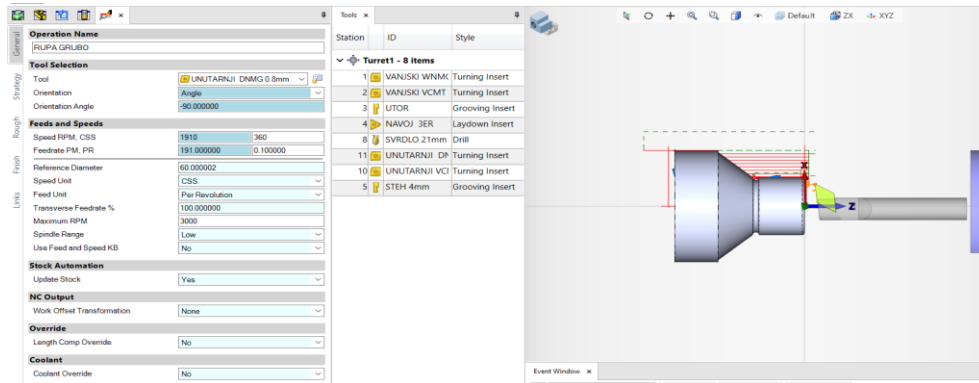 Tools
Default
ZX
XYZ
General
Strategy
Rough
Finish
Links
Operation Name
RUPA GRUBO
Tool Selection
Tool UNUTARNJI DNMG 0.8mm
Orientation Angle
Orientation Angle -90.000000
Feeds and Speeds
Speed RPM, CSS 1910 360
Feedrate PM, PR 191.000000 0.100000
Reference Diameter 60.000002
Speed Unit CSS
Feed Unit Per Revolution
Transverse Feedrate % 100.000000
Maximum RPM 3000
Spindle Range Low
Use Feed and Speed KB No
Stock Automation
Update Stock Yes
NC Output
Work Offset Transformation None
Override
Length Comp Override No
Coolant
Coolant Override No
Station ID Style
Turret1 - 8 items
1 VANJSKI WNMG Turning Insert
2 VANJSKI VCMT Turning Insert
3 UTOR Grooving Insert
4 NAVOJ 3ER Laydown Insert
8 SVRDLO 21mm Drill
11 UNUTARNJI DN Turning Insert
10 UNUTARNJI VCI Turning Insert
5 STEH 4mm Grooving Insert
X
Z
Event Window